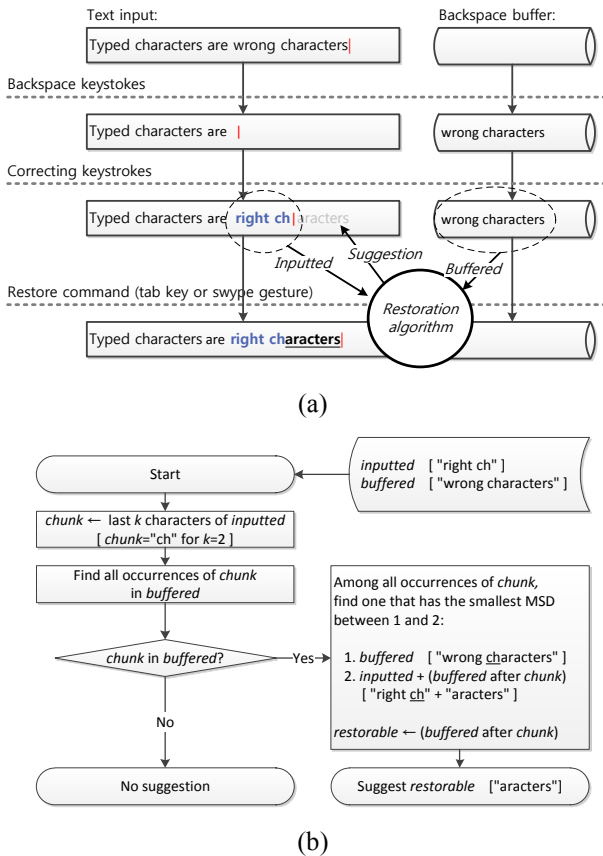 Text input:
Backspace buffer:
Typed characters are wrong characters|
Backspace keystokes
Typed characters are |
wrong characters
Correcting keystrokes
Typed characters are right ch|aracters
wrong characters
Inputted
Suggestion
Buffered
Restore command (tab key or swype gesture)
Restoration
algorithm
Typed characters are right characters|
(a)
Start
inputted [ "right ch" ]
buffered [ "wrong characters" ]
chunk ← last k characters of inputted
[ chunk="ch" for k=2 ]
Find all occurrences of chunk
in buffered
chunk in buffered?
Yes
No
Among all occurrences of chunk,
find one that has the smallest MSD
between 1 and 2:
1. buffered [ "wrong characters" ]
2. inputted + (buffered after chunk)
[ "right ch" + "aracters" ]
restorable ← (buffered after chunk)
No suggestion
Suggest restorable ["aracters"]
(b)